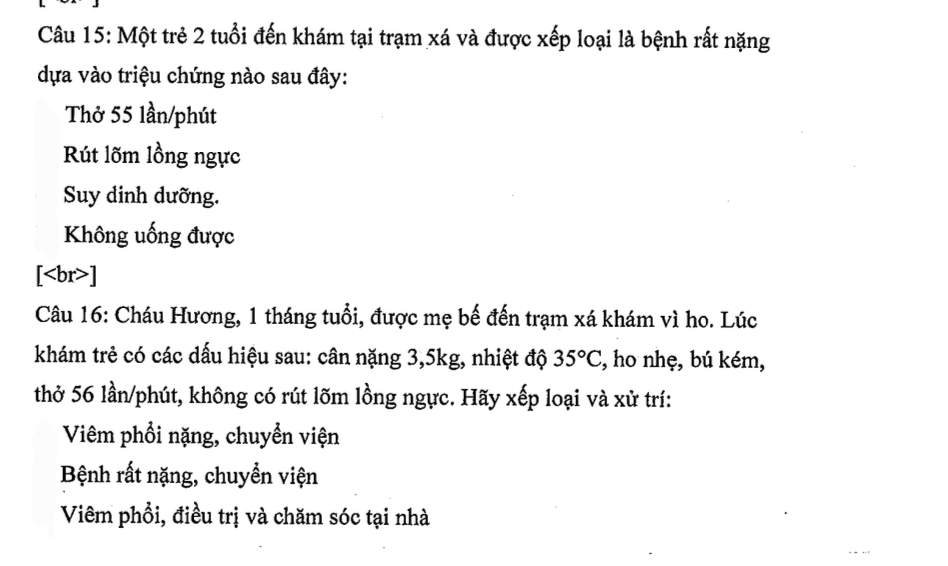 [<br>]
Câu 15: Một trẻ 2 tuổi đến khám tại trạm xá và được xếp loại là bệnh rất nặng
dựa vào triệu chứng nào sau đây:
Thở 55 lần/phút
Rút lõm lồng ngực
Suy dinh dưỡng.
Không uống được
[<br>]
Câu 16: Cháu Hương, 1 tháng tuổi, được mẹ bế đến trạm xá khám vì ho. Lúc
khám trẻ có các dấu hiệu sau: cân nặng 3,5kg, nhiệt độ 35°C, ho nhẹ, bú kém,
thở 56 lần/phút, không có rút lõm lồng ngực. Hãy xếp loại và xử trí:
Viêm phổi nặng, chuyển viện
Bệnh rất nặng, chuyển viện
Viêm phổi, điều trị và chăm sóc tại nhà